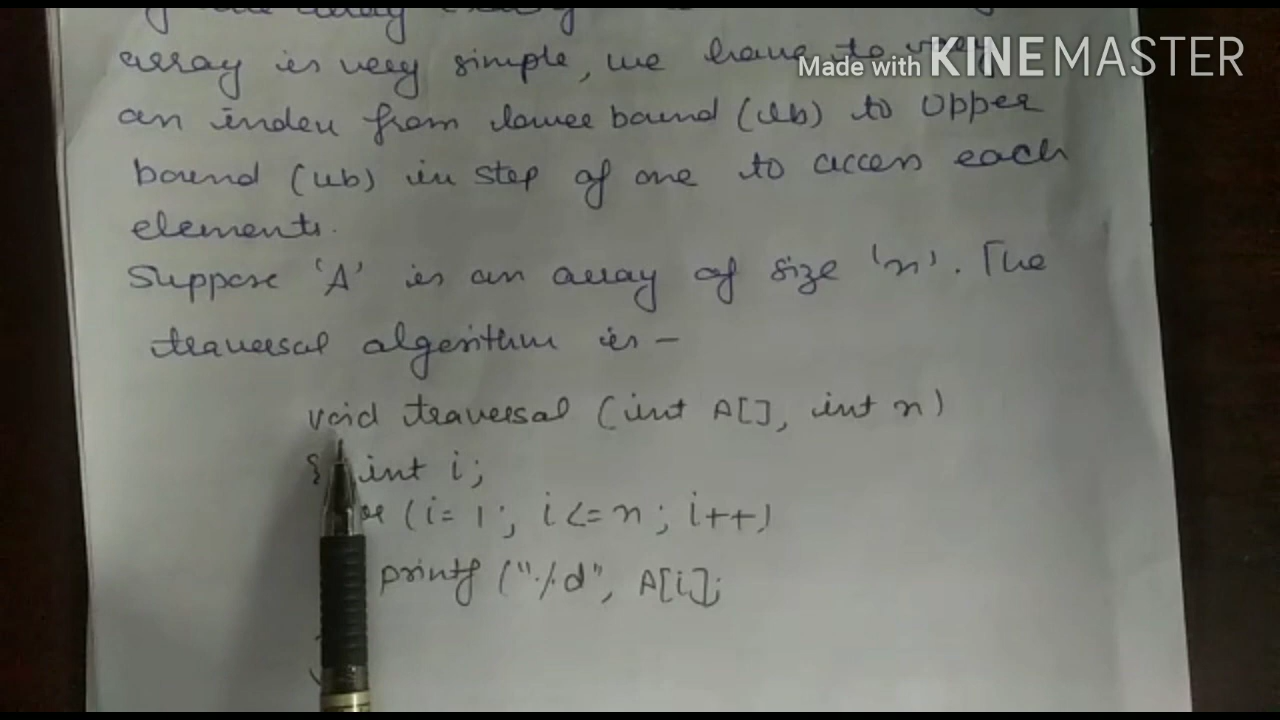 array is very simple, we have to vary
Made with KINEMASTER
an index from lower bound (lb) to Upper
bound (ub) in step of one to access each
elements.
Suppose 'A' is an array of size 'n'. The
traversal algorithm is -
void traversal (int A[], int n)
{ int i;
(i=1; i<=n; i++)
printf ("%d", A[i];